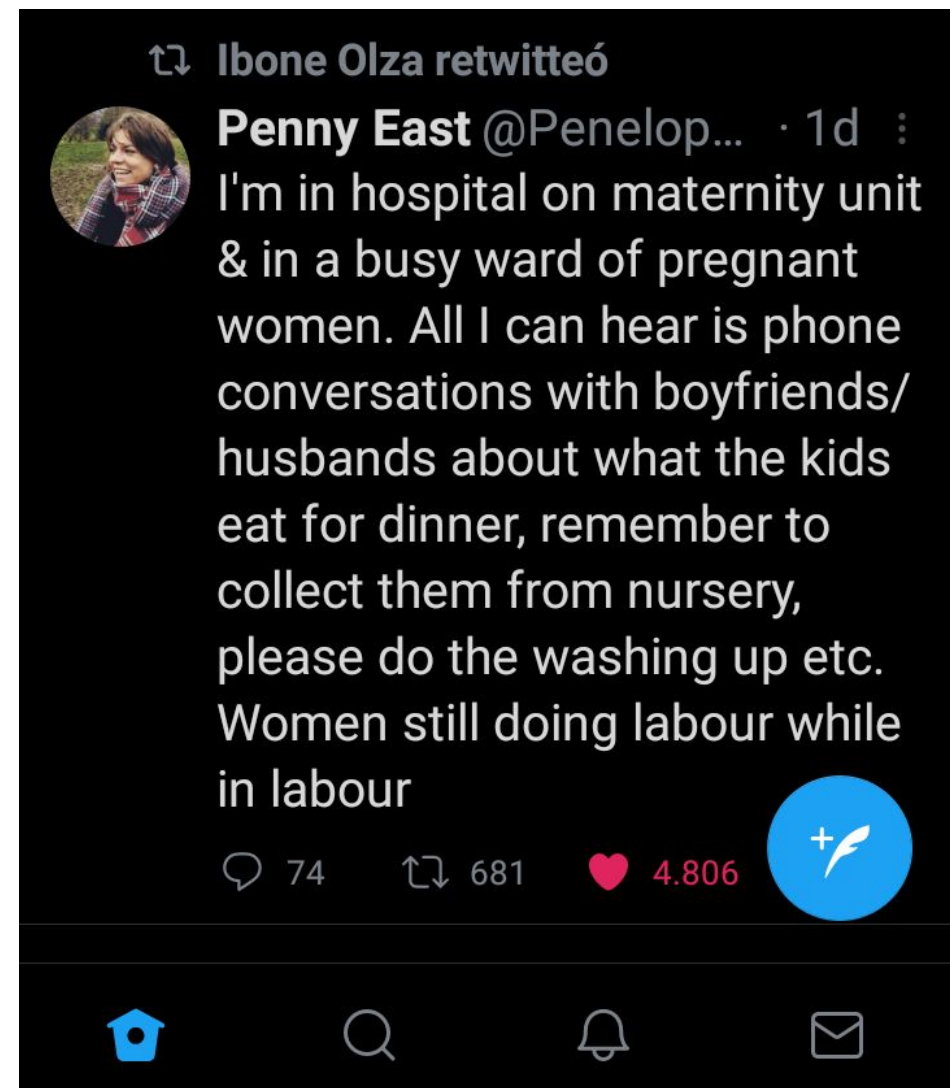 Ibone Olza retwitteó
Penny East @Penelop... · 1d
I'm in hospital on maternity unit
& in a busy ward of pregnant
women. All I can hear is phone
conversations with boyfriends/
husbands about what the kids
eat for dinner, remember to
collect them from nursery,
please do the washing up etc.
Women still doing labour while
in labour
74 681 4.806